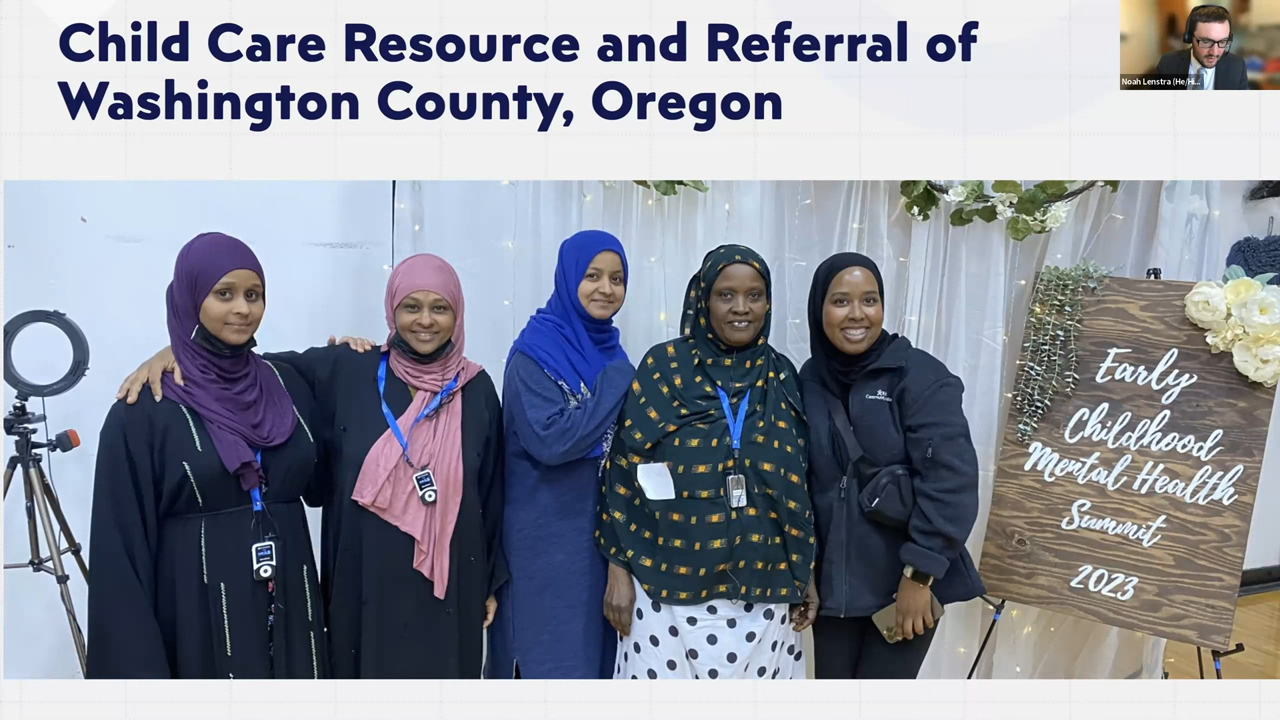 Child Care Resource and Referral of
Washington County, Oregon
Noah Lenstra (He/Hi...
Early
Childhood
Mental Health
Summit
2023